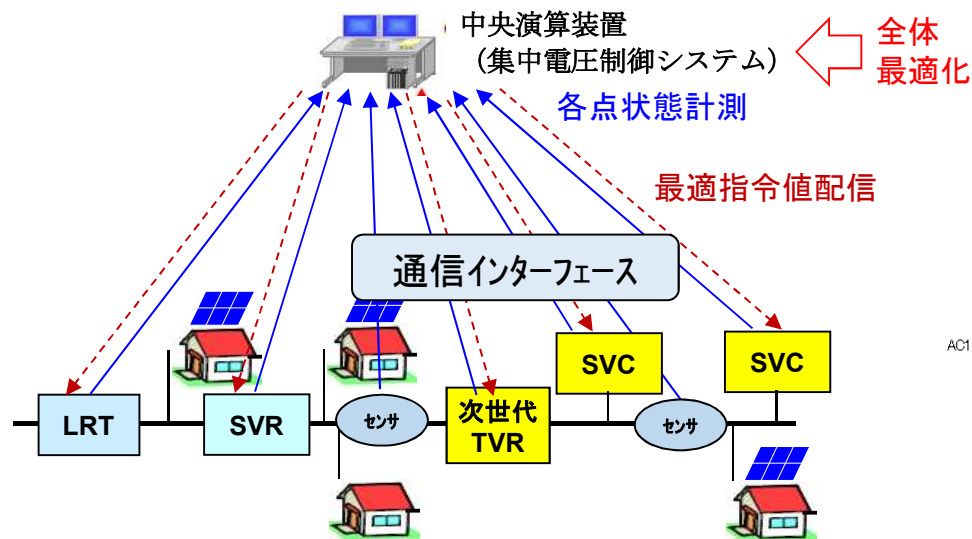 中央演算装置
（集中電圧制御システム）
全体
最適化
各点状態計測
最適指令値配信
通信インターフェース
SVC
SVC
AC1
LRT
SVR
センサ
次世代
TVR
センサ